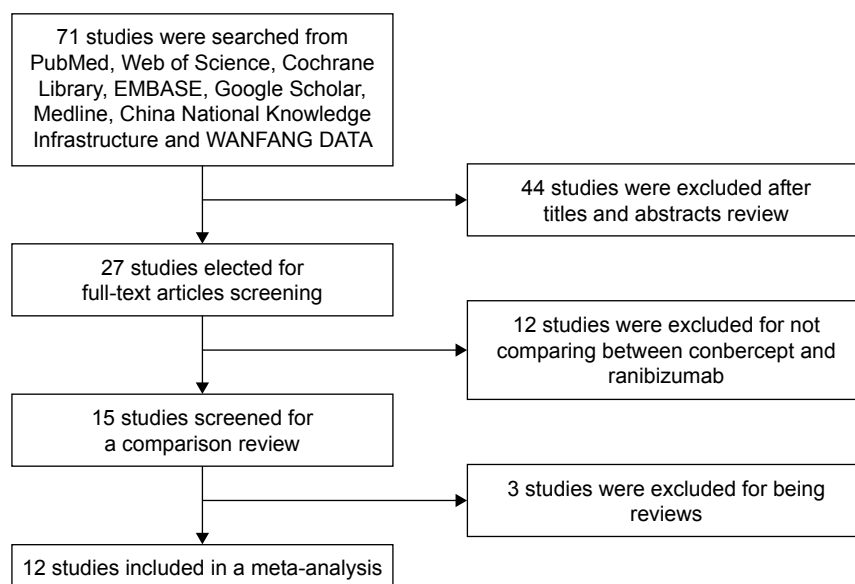 71 studies were searched from
PubMed, Web of Science, Cochrane
Library, EMBASE, Google Scholar,
Medline, China National Knowledge
Infrastructure and WANFANG DATA
44 studies were excluded after
titles and abstracts review
27 studies elected for
full-text articles screening
12 studies were excluded for not
comparing between conbercept and
ranibizumab
15 studies screened for
a comparison review
3 studies were excluded for being
reviews
12 studies included in a meta-analysis